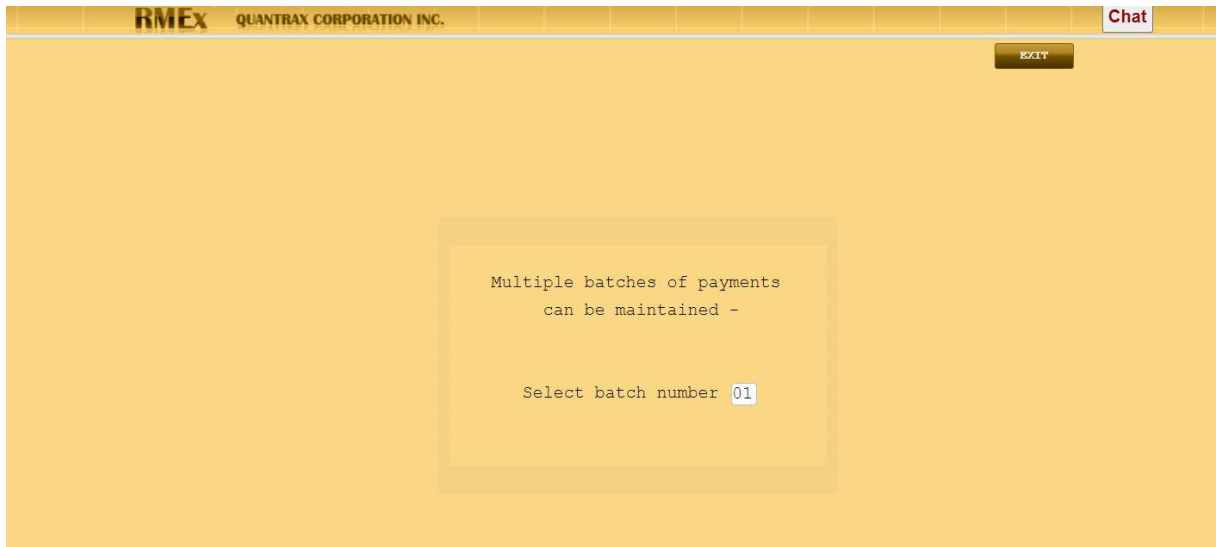 RMEx QUANTRAX CORPORATION INC. Chat
EXIT
Multiple batches of payments
can be maintained -
Select batch number 01